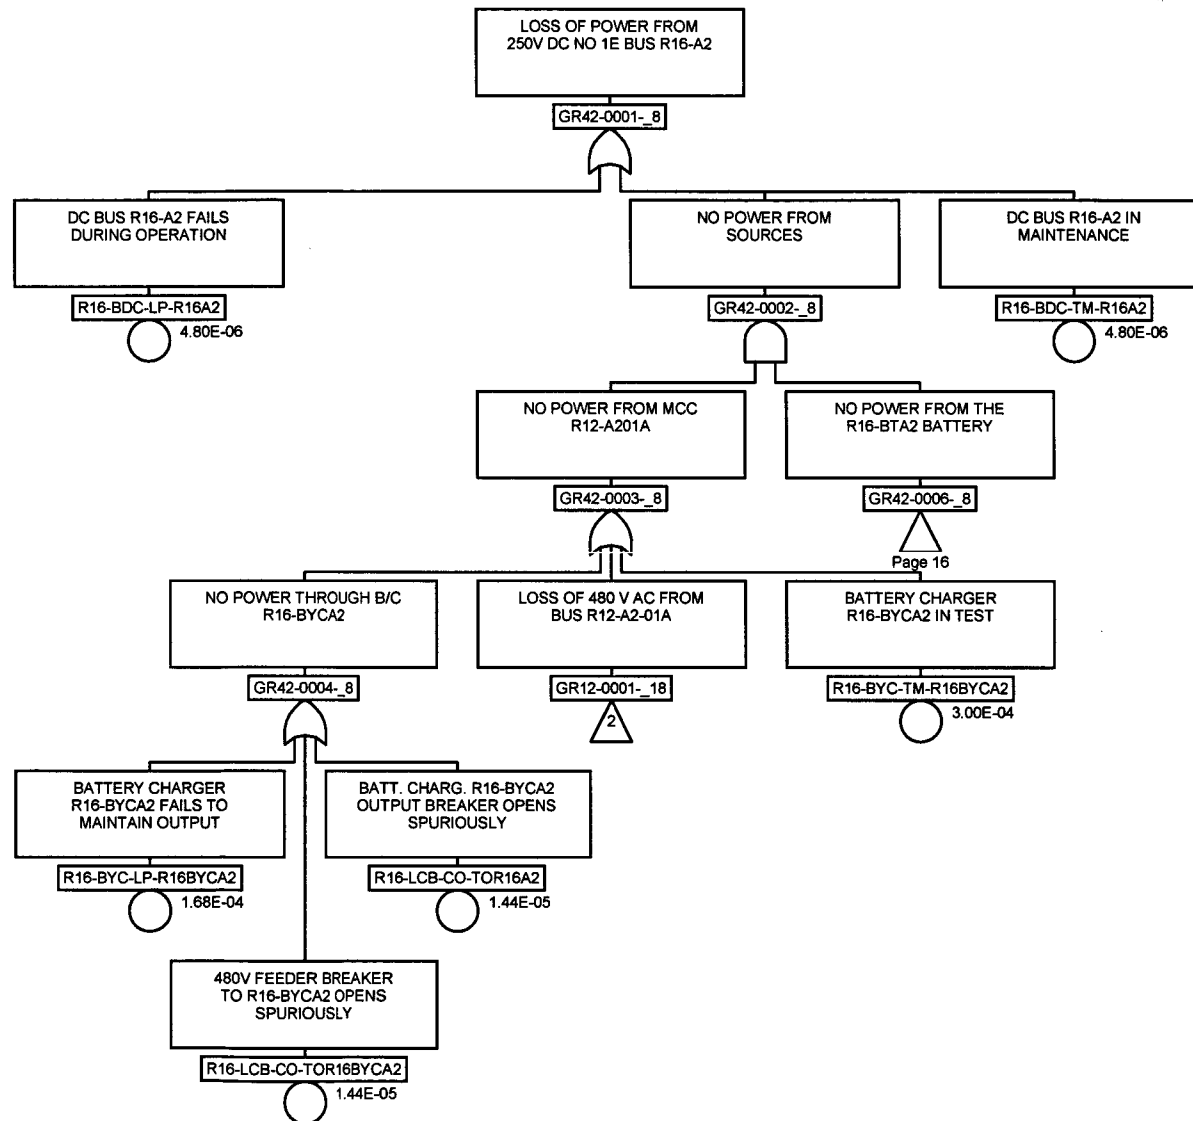 LOSS OF POWER FROM
250V DC NO 1E BUS R16-A2
GR42-0001-_8
DC BUS R16-A2 FAILS
DURING OPERATION
R16-BDC-LP-R16A2
4.80E-06
NO POWER FROM
SOURCES
GR42-0002-_8
DC BUS R16-A2 IN
MAINTENANCE
R16-BDC-TM-R16A2
4.80E-06
NO POWER FROM MCC
R12-A201A
GR42-0003-_8
NO POWER FROM THE
R16-BTA2 BATTERY
GR42-0006-_8
Page 16
NO POWER THROUGH B/C
R16-BYCA2
GR42-0004-_8
LOSS OF 480 V AC FROM
BUS R12-A2-01A
GR12-0001-_18
2
BATTERY CHARGER
R16-BYCA2 IN TEST
R16-BYC-TM-R16BYCA2
3.00E-04
BATTERY CHARGER
R16-BYCA2 FAILS TO
MAINTAIN OUTPUT
R16-BYC-LP-R16BYCA2
1.68E-04
BATT. CHARG. R16-BYCA2
OUTPUT BREAKER OPENS
SPURIOUSLY
R16-LCB-CO-TOR16A2
1.44E-05
480V FEEDER BREAKER
TO R16-BYCA2 OPENS
SPURIOUSLY
R16-LCB-CO-TOR16BYCA2
1.44E-05